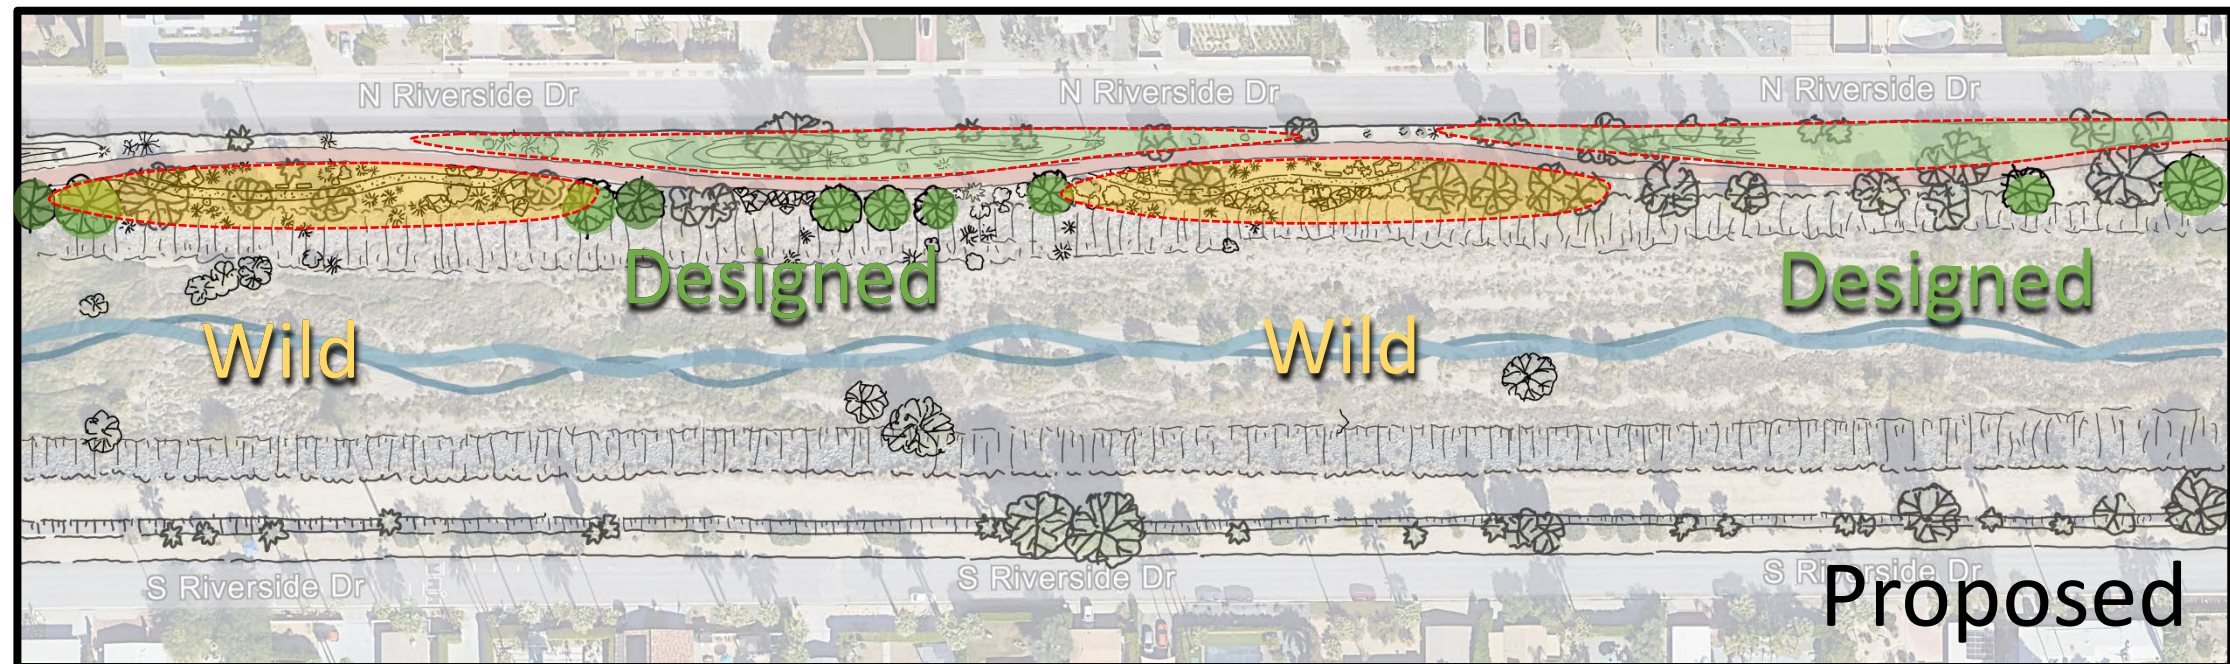 N Riverside Dr
N Riverside Dr
N Riverside Dr
Designed
Designed
Wild
Wild
S Riverside Dr
S Riverside Dr
S Riverside Dr
Proposed